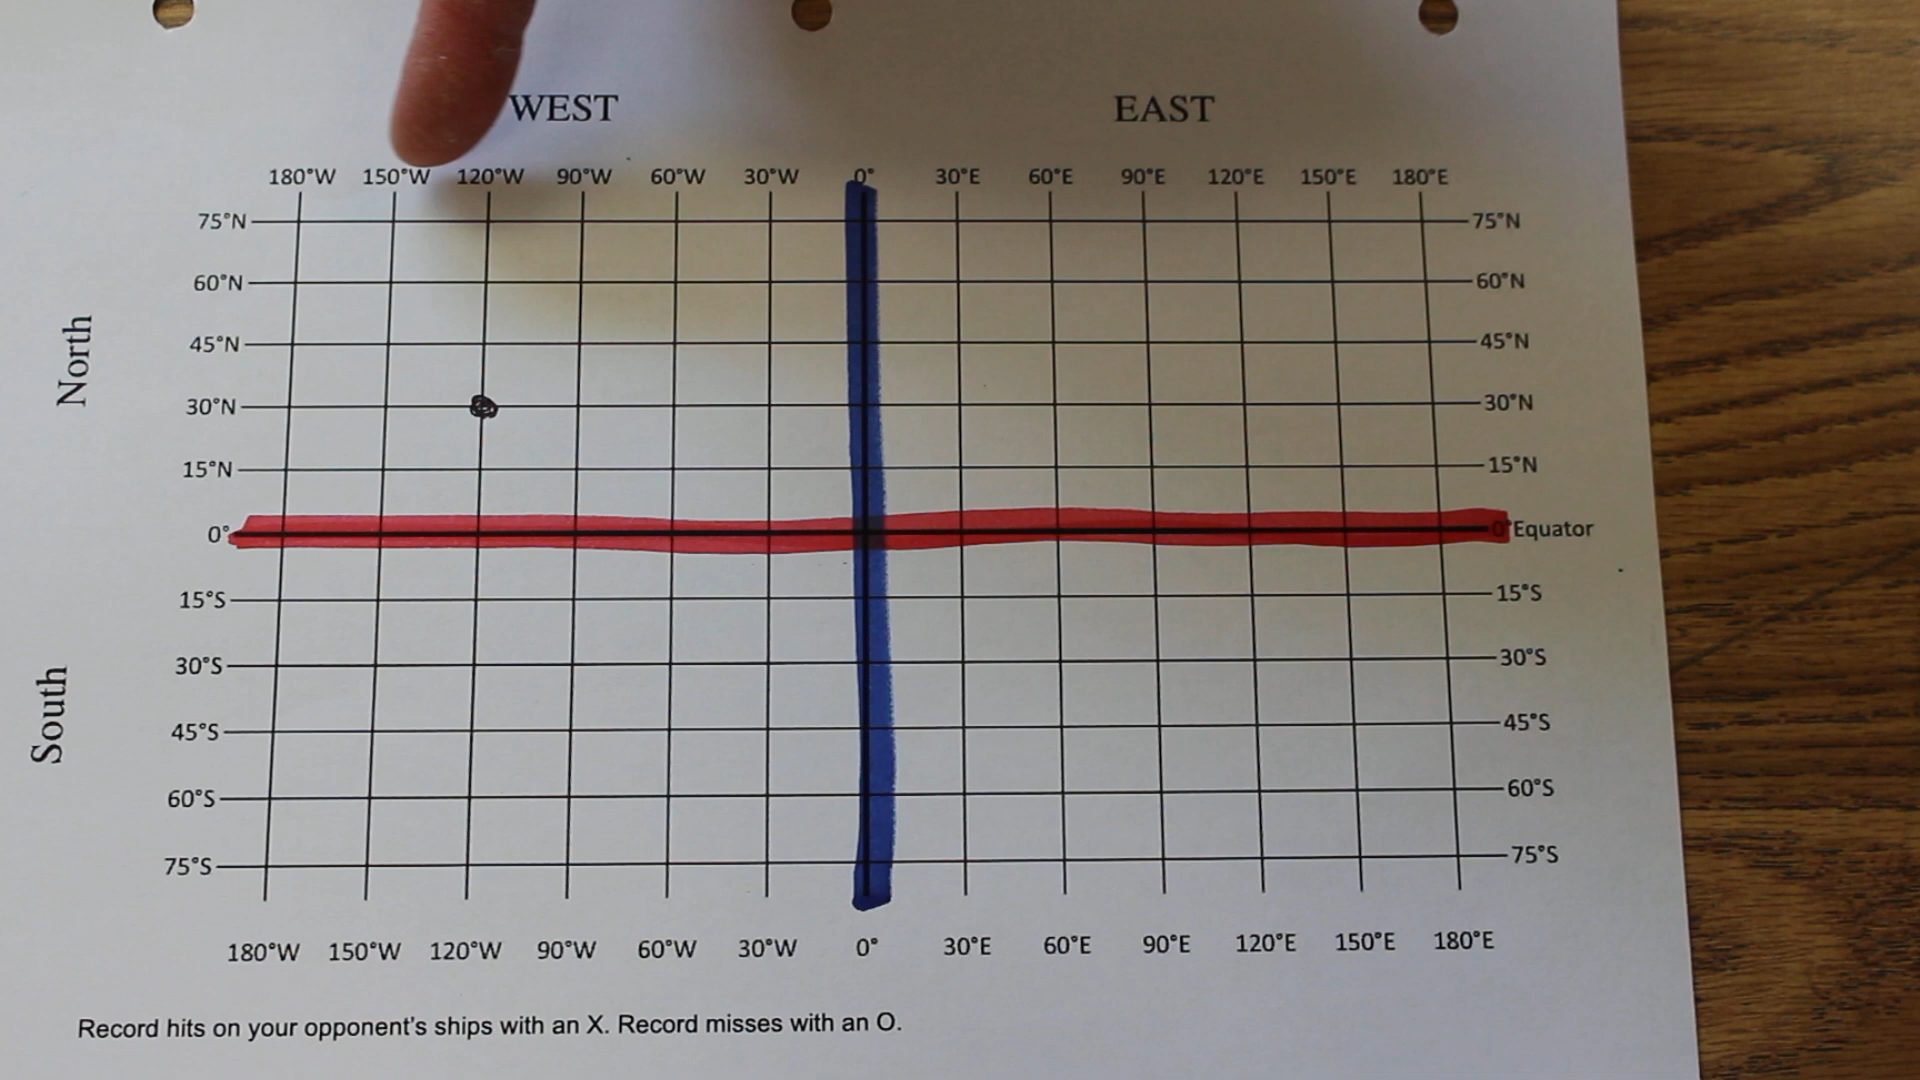 WEST EAST
180°W 150°W 120°W 90°W 60°W 30°W 0° 30°E 60°E 90°E 120°E 150°E 180°E
75°N 75°N
60°N 60°N
North
45°N 45°N
30°N 30°N
15°N 15°N
0° 0° Equator
15°S 15°S
30°S 30°S
South
45°S 45°S
60°S 60°S
75°S 75°S
180°W 150°W 120°W 90°W 60°W 30°W 0° 30°E 60°E 90°E 120°E 150°E 180°E
Record hits on your opponent's ships with an X. Record misses with an O.